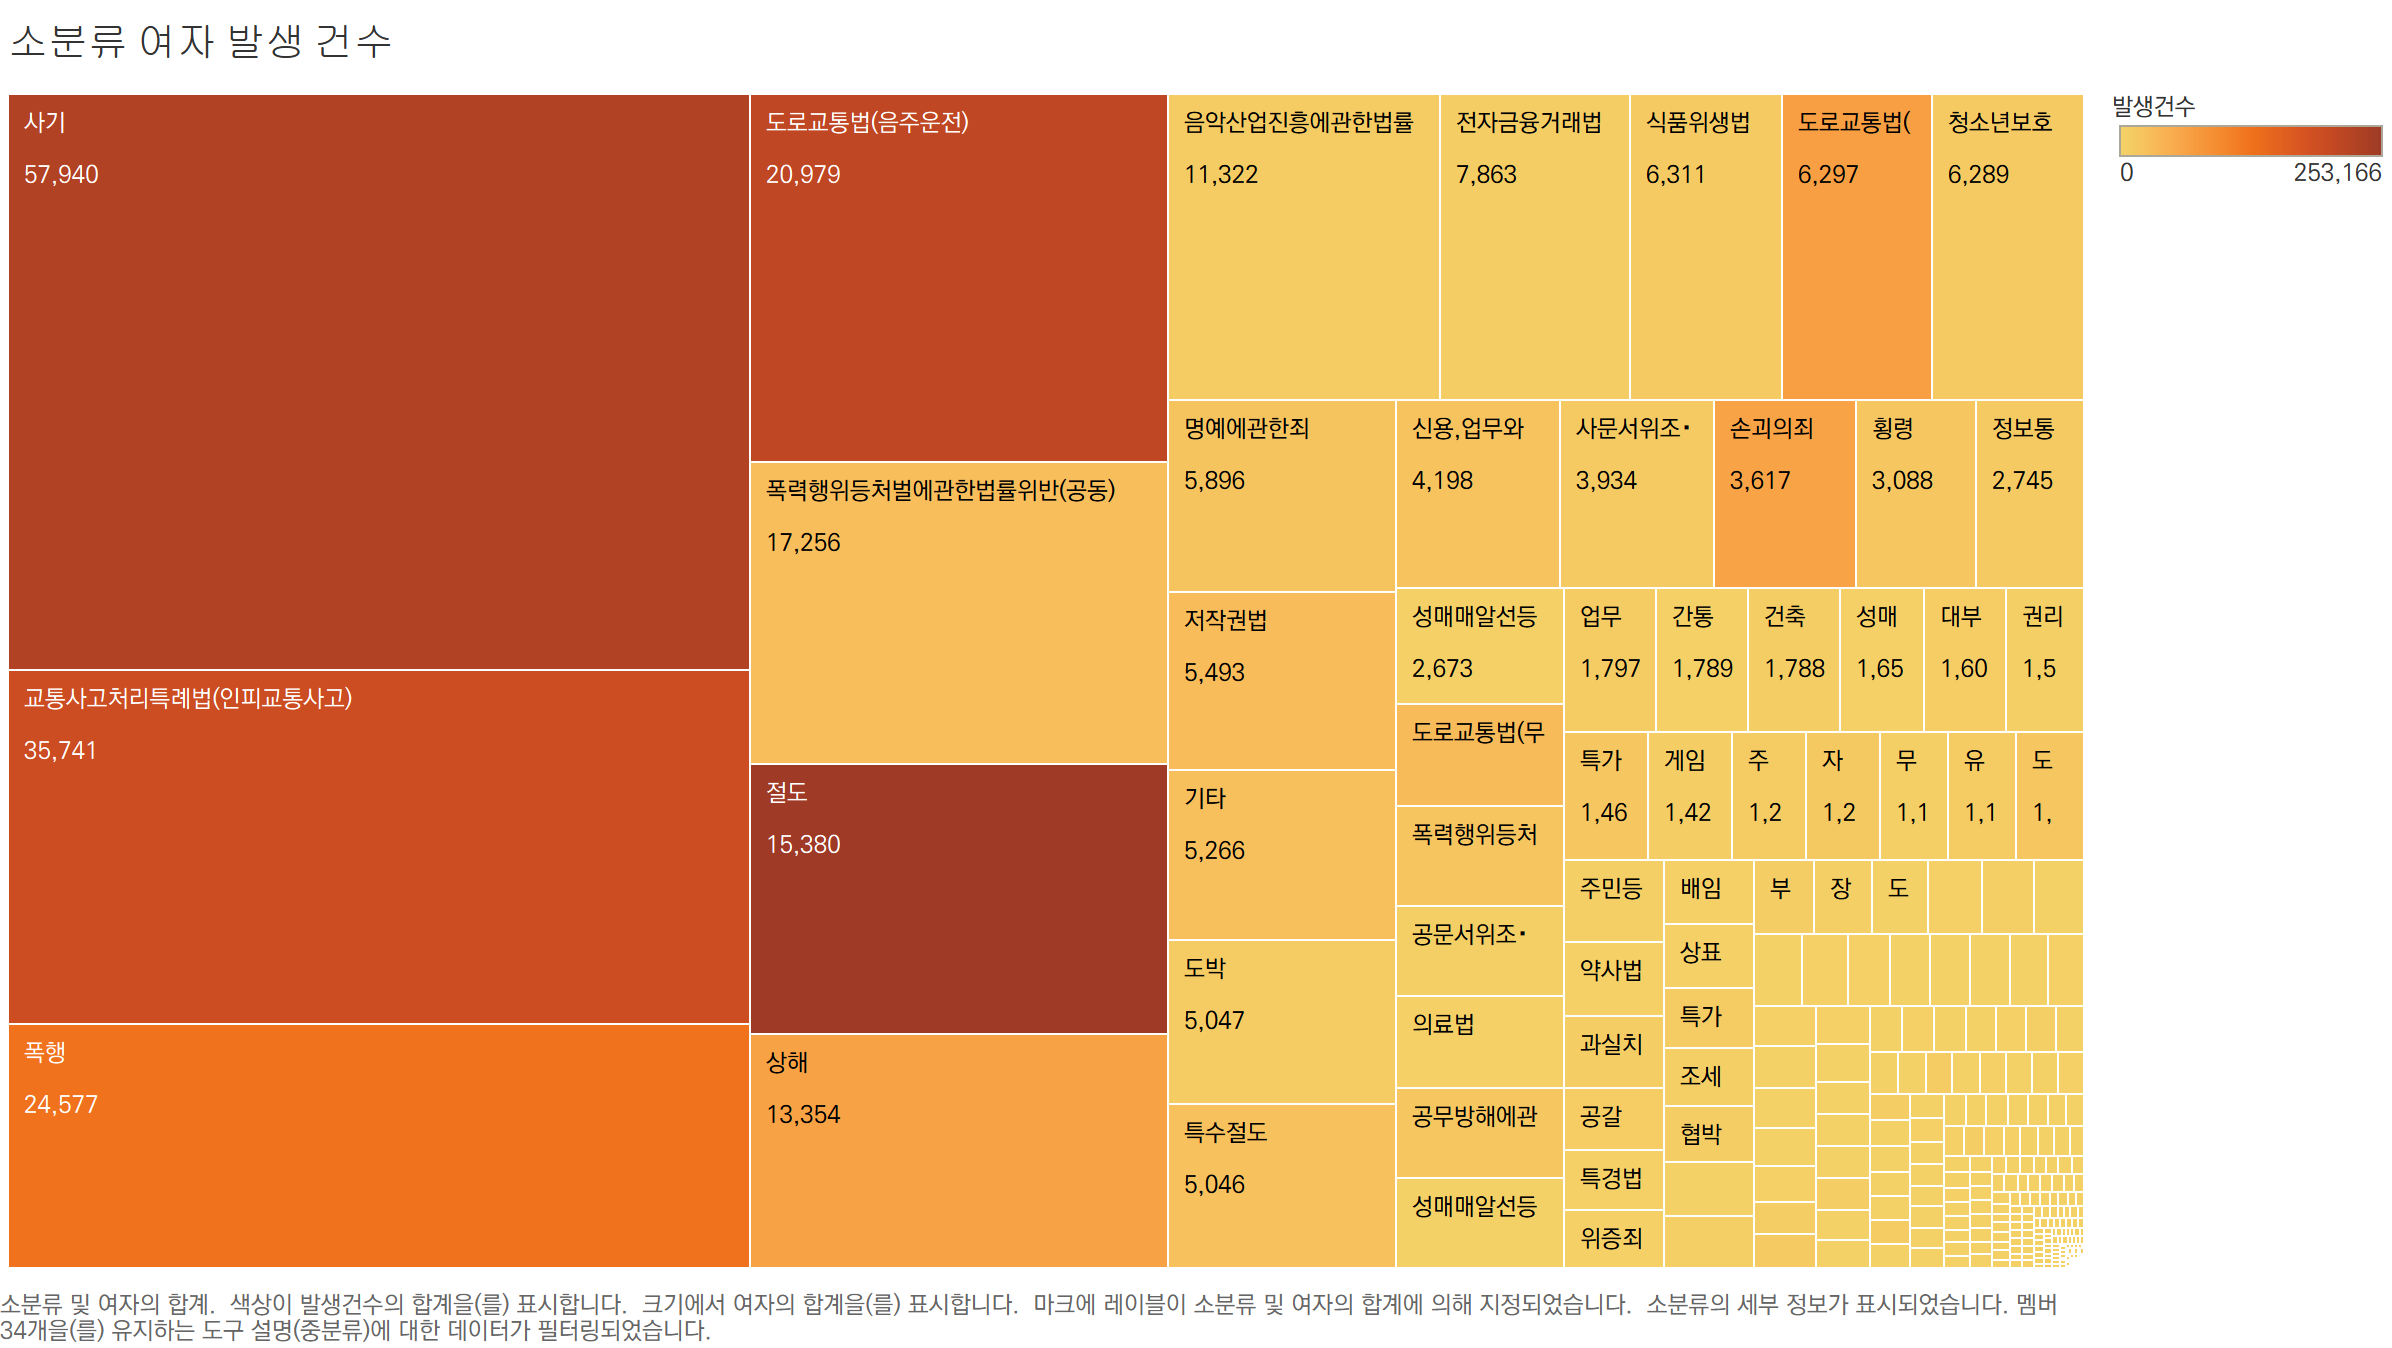 소분류 여자 발생 건수
사기
57,940
교통사고처리특례법(인피교통사고)
35,741
폭행
24,577
도로교통법(음주운전)
20,979
폭력행위등처벌에관한법률위반(공동)
17,256
절도
15,380
상해
13,354
음악산업진흥에관한법률
11,322
전자금융거래법
7,863
식품위생법
6,311
도로교통법(
6,297
청소년보호
6,289
명예에관한죄
5,896
저작권법
5,493
기타
5,266
도박
5,047
특수절도
5,046
신용,업무와
4,198
사문서위조·
3,934
손괴의죄
3,617
횡령
3,088
정보통
2,745
성매매알선등
2,673
도로교통법(무
폭력행위등처
공문서위조·
의료법
공무방해에관
성매매알선등
업무
1,797
간통
1,789
건축
1,788
성매
1,65
대부
1,60
권리
1,5
특가
1,46
게임
1,42
주
1,2
자
1,2
무
1,1
유
1,1
도
1,
주민등
약사법
과실치
공갈
특경법
위증죄
배임
상표
특가
조세
협박
부
장
도
발생건수
0
253,166
소분류 및 여자의 합계. 색상이 발생건수의 합계을(를) 표시합니다. 크기에서 여자의 합계을(를) 표시합니다. 마크에 레이블이 소분류 및 여자의 합계에 의해 지정되었습니다. 소분류의 세부 정보가 표시되었습니다. 멤버
34개을(를) 유지하는 도구 설명(중분류)에 대한 데이터가 필터링되었습니다.